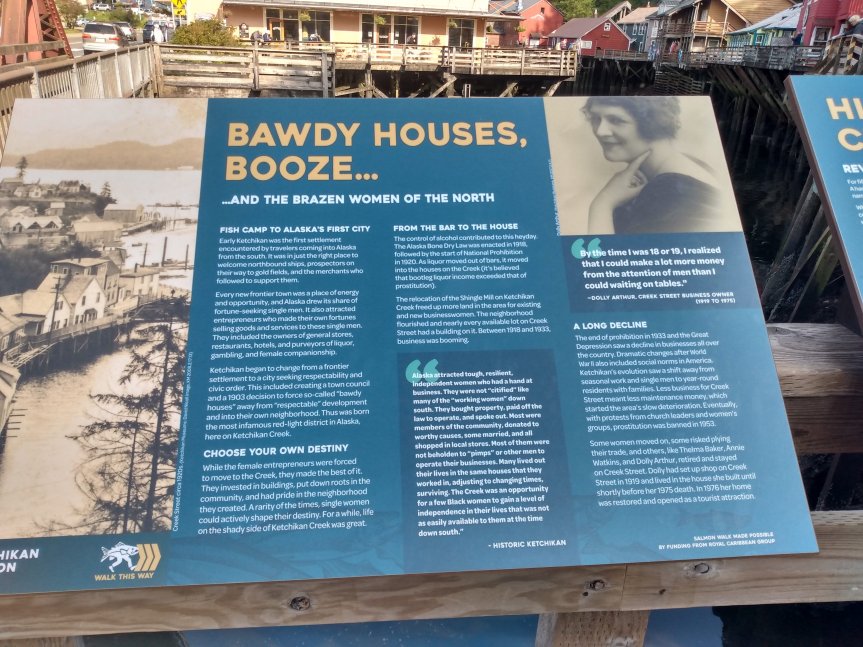 BAWDY HOUSES,
BOOZE...
...AND THE BRAZEN WOMEN OF THE NORTH
FISH CAMP TO ALASKA'S FIRST CITY
Early Ketchikan was the first settlement
encountered by travelers coming into Alaska
from the south. It was in just the right place to
welcome northbound ships, prospectors on
their way to gold fields, and the merchants who
followed to support them.
Every new frontier town was a place of energy
and opportunity, and Alaska drew its share of
fortune-seeking single men. It also attracted
entrepreneurs who made their own fortunes
selling goods and services to these single men.
They included the owners of general stores,
restaurants, hotels, and purveyors of liquor,
gambling, and female companionship.
Ketchikan began to change from a frontier
settlement to a city seeking respectability and
civic order. This included creating a town council
and a 1903 decision to force so-called "bawdy
houses" away from "respectable" development
and into their own neighborhood. Thus was born
the most infamous red-light district in Alaska,
here on Ketchikan Creek.
CHOOSE YOUR OWN DESTINY
While the female entrepreneurs were forced
to move to the Creek, they made the best of it.
They invested in buildings, put down roots in the
community, and had pride in the neighborhood
they created. A rarity of the times, single women
could actively shape their destiny. For a while, life
on the shady side of Ketchikan Creek was great.
FROM THE BAR TO THE HOUSE
The control of alcohol contributed to this heyday.
The Alaska Bone Dry Law was enacted in 1918,
followed by the start of National Prohibition
in 1920. As liquor moved out of bars, it moved
into the houses on the Creek (it's believed
that bootleg liquor income exceeded that of
prostitution).
The relocation of the Shingle Mill on Ketchikan
Creek freed up more land in the area for existing
and new businesswomen. The neighborhood
flourished and nearly every available lot on Creek
Street had a building on it. Between 1918 and 1933,
business was booming.
Alaska attracted tough, resilient,
independent women who had a hand at
business. They were not "citified" like
many of the "working women" down
south. They bought property, paid off the
law to operate, and spoke out. Most were
members of the community, donated to
worthy causes, some married, and all
shopped in local stores. Most of them were
not beholden to "pimps" or other men to
operate their businesses. Many lived out
their lives in the same houses that they
worked in, adjusting to changing times,
surviving. The Creek was an opportunity
for a few Black women to gain a level of
independence in their lives that was not
as easily available to them at the time
down south."
- HISTORIC KETCHIKAN
By the time I was 18 or 19, I realized
that I could make a lot more money
from the attention of men than I
could waiting on tables."
-DOLLY ARTHUR, CREEK STREET BUSINESS OWNER
(1919 TO 1975)
A LONG DECLINE
The end of prohibition in 1933 and the Great
Depression saw a decline in businesses all over
the country. Dramatic changes after World
War II also included social norms in America.
Ketchikan's evolution saw a shift away from
seasonal work and single men to year-round
residents with families. Less business for Creek
Street meant less maintenance money, which
started the area's slow deterioration. Eventually,
with protests from church leaders and women's
groups, prostitution was banned in 1953.
Some women moved on, some risked plying
their trade, and others, like Thelma Baker, Annie
Watkins, and Dolly Arthur, retired and stayed
on Creek Street. Dolly had set up shop on Creek
Street in 1919 and lived in the house she built until
shortly before her 1975 death. In 1976 her home
was restored and opened as a tourist attraction.
SALMON WALK MADE POSSIBLE
BY FUNDING FROM ROYAL CARIBBEAN GROUP
WALK THIS WAY